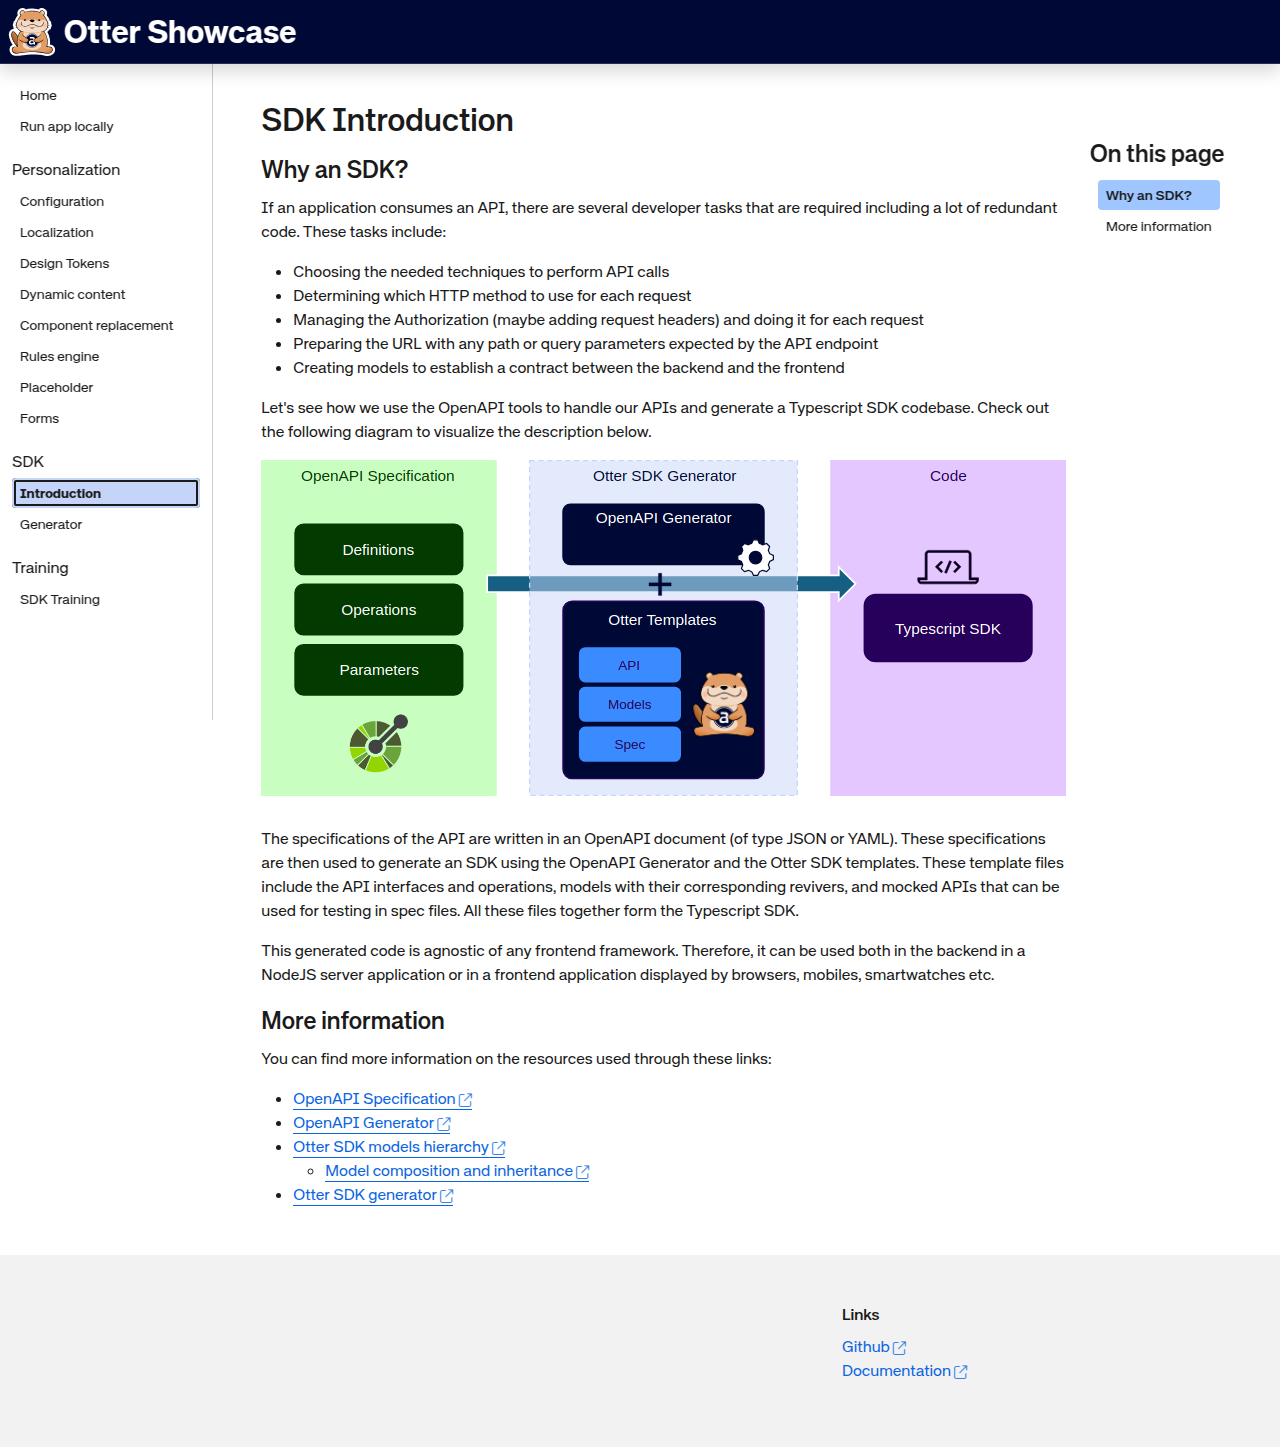 Otter Showcase
Home
Run app locally
Personalization
Configuration
Localization
Design Tokens
Dynamic content
Component replacement
Rules engine
Placeholder
Forms
SDK
Introduction
Generator
Training
SDK Training
SDK Introduction
Why an SDK?
If an application consumes an API, there are several developer tasks that are required including a lot of redundant
code. These tasks include:
• Choosing the needed techniques to perform API calls
• Determining which HTTP method to use for each request
• Managing the Authorization (maybe adding request headers) and doing it for each request
• Preparing the URL with any path or query parameters expected by the API endpoint
• Creating models to establish a contract between the backend and the frontend
Let's see how we use the OpenAPI tools to handle our APIs and generate a Typescript SDK codebase. Check out
the following diagram to visualize the description below.
OpenAPI Specification
Definitions
Operations
Parameters
Otter SDK Generator
OpenAPI Generator
+
Otter Templates
API
Models
Spec
a
Code
</>
Typescript SDK
The specifications of the API are written in an OpenAPI document (of type JSON or YAML). These specifications
are then used to generate an SDK using the OpenAPI Generator and the Otter SDK templates. These template files
include the API interfaces and operations, models with their corresponding revivers, and mocked APIs that can be
used for testing in spec files. All these files together form the Typescript SDK.
This generated code is agnostic of any frontend framework. Therefore, it can be used both in the backend in a
NodeJS server application or in a frontend application displayed by browsers, mobiles, smartwatches etc.
More information
You can find more information on the resources used through these links:
• OpenAPI Specification
• OpenAPI Generator
• Otter SDK models hierarchy
◦ Model composition and inheritance
• Otter SDK generator
On this page
Why an SDK?
More information
Links
Github
Documentation